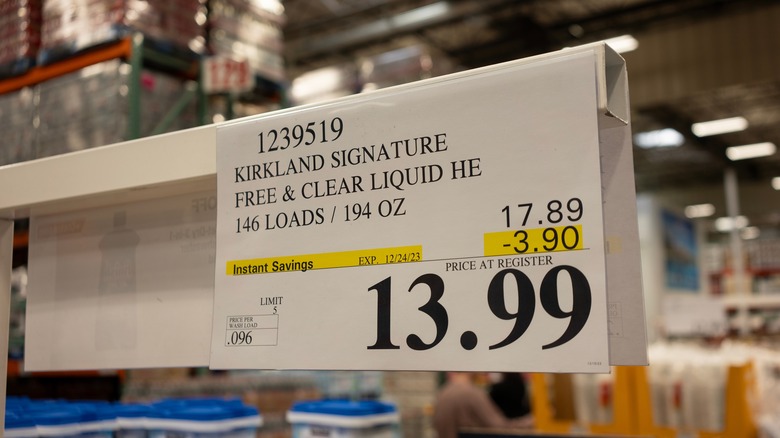 1239519
KIRKLAND SIGNATURE
FREE & CLEAR LIQUID HE
146 LOADS / 194 OZ
17.89
-3.90
Instant Savings EXP. 12/24/23
PRICE AT REGISTER
13.99
LIMIT
5
PRICE PER
WASH LOAD
.096